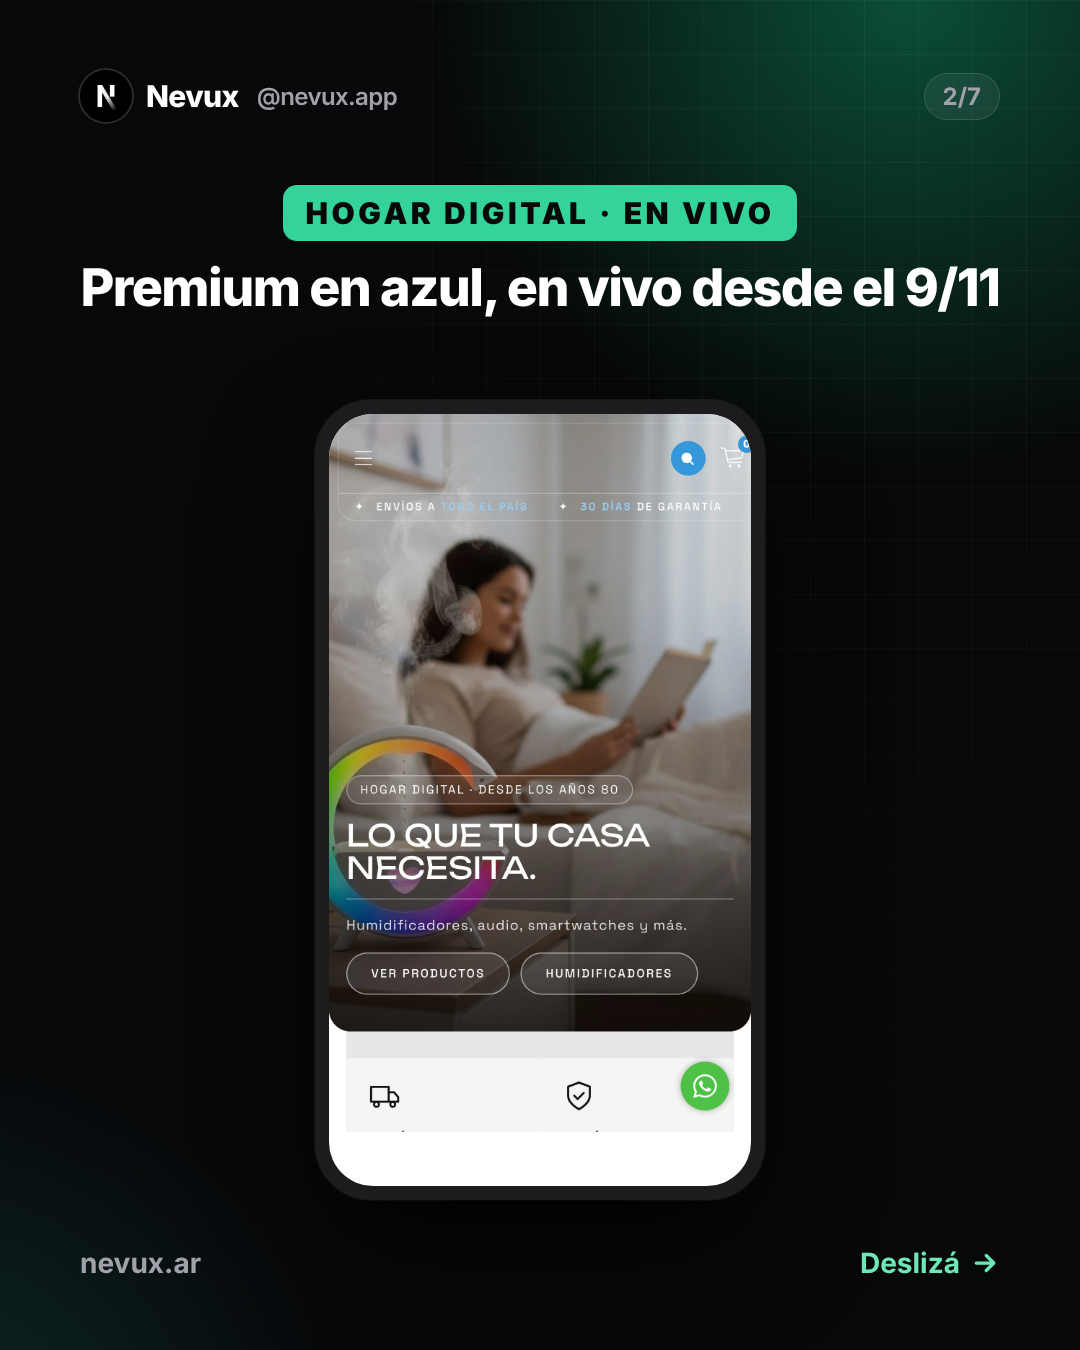 N Nevux @nevux.app
2/7
HOGAR DIGITAL · EN VIVO
Premium en azul, en vivo desde el 9/11
✦ ENVÍOS A TODO EL PAÍS ✦ 30 DÍAS DE GARANTÍA
HOGAR DIGITAL · DESDE LOS AÑOS 80
LO QUE TU CASA
NECESITA.
Humidificadores, audio, smartwatches y más.
VER PRODUCTOS
HUMIDIFICADORES
nevux.ar
Deslizá →